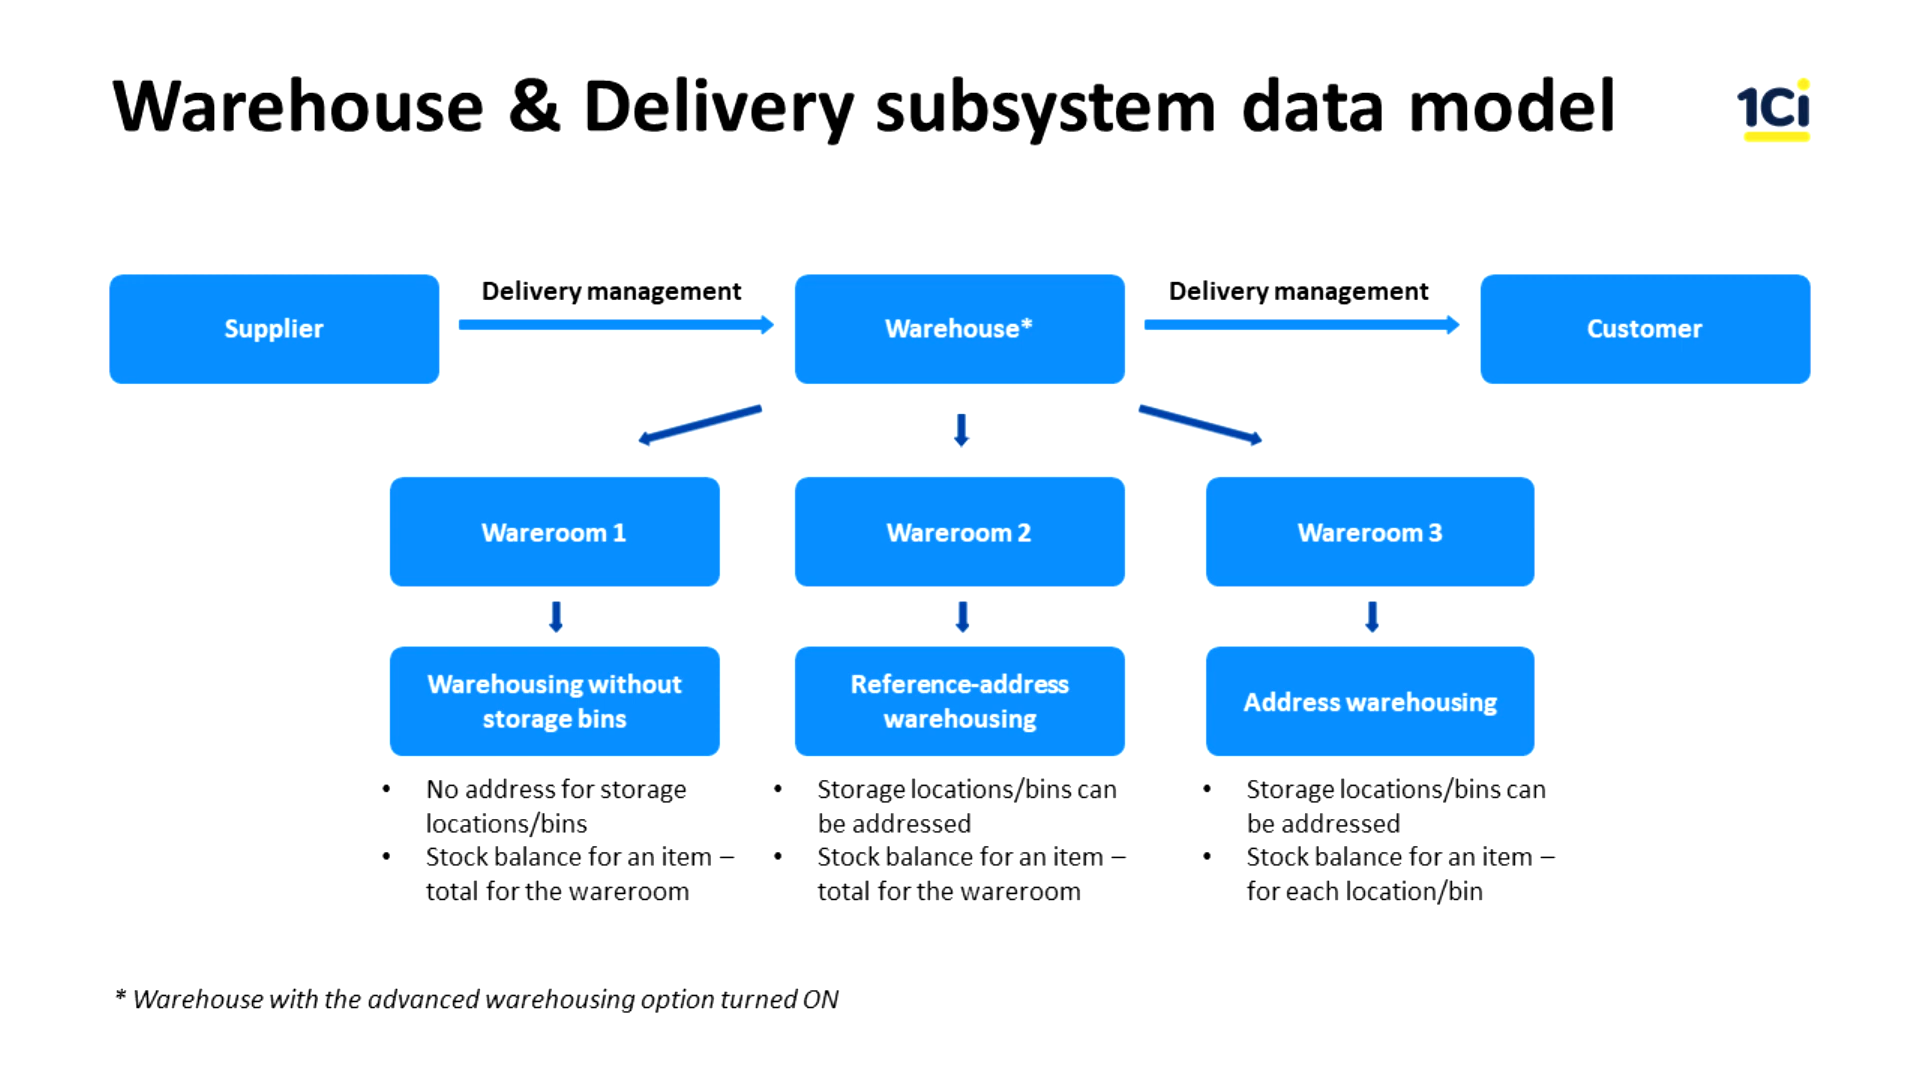 Warehouse & Delivery subsystem data model
1Ci
Supplier
Delivery management
Warehouse*
Delivery management
Customer
Wareroom 1
Wareroom 2
Wareroom 3
Warehousing without
storage bins
Reference-address
warehousing
Address warehousing
• No address for storage
locations/bins
• Stock balance for an item –
total for the wareroom
• Storage locations/bins can
be addressed
• Stock balance for an item –
total for the wareroom
• Storage locations/bins can
be addressed
• Stock balance for an item –
for each location/bin
* Warehouse with the advanced warehousing option turned ON